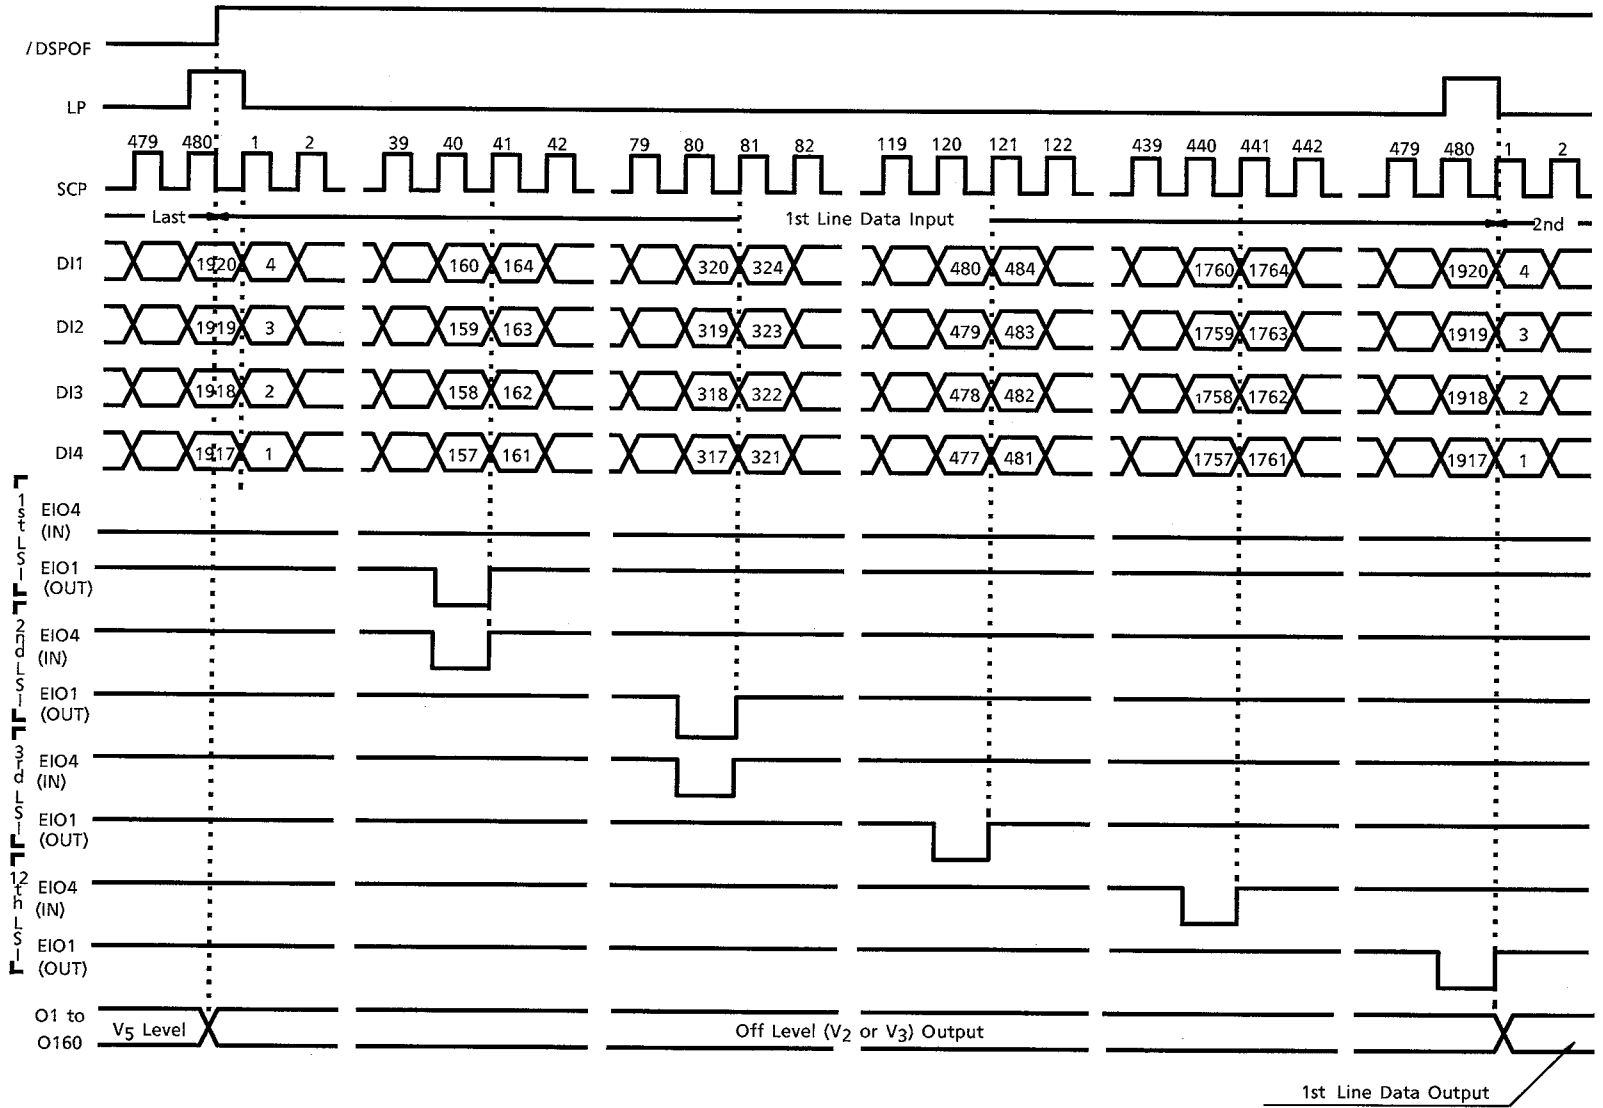 /DSPOF
LP
479 480 1 2 39 40 41 42 79 80 81 82 119 120 121 122 439 440 441 442 479 480 1 2
SCP
Last 1st Line Data Input 2nd
DI1 1920 4 160 164 320 324 480 484 1760 1764 1920 4
DI2 1919 3 159 163 319 323 479 483 1759 1763 1919 3
DI3 1918 2 158 162 318 322 478 482 1758 1762 1918 2
DI4 1917 1 157 161 317 321 477 481 1757 1761 1917 1
1st LSI
EIO4
(IN)
EIO1
(OUT)
2nd LSI
EIO4
(IN)
EIO1
(OUT)
3rd LSI
EIO4
(IN)
EIO1
(OUT)
12th LSI
EIO4
(IN)
EIO1
(OUT)
O1 to
O160
V5 Level
Off Level (V2 or V3) Output
1st Line Data Output